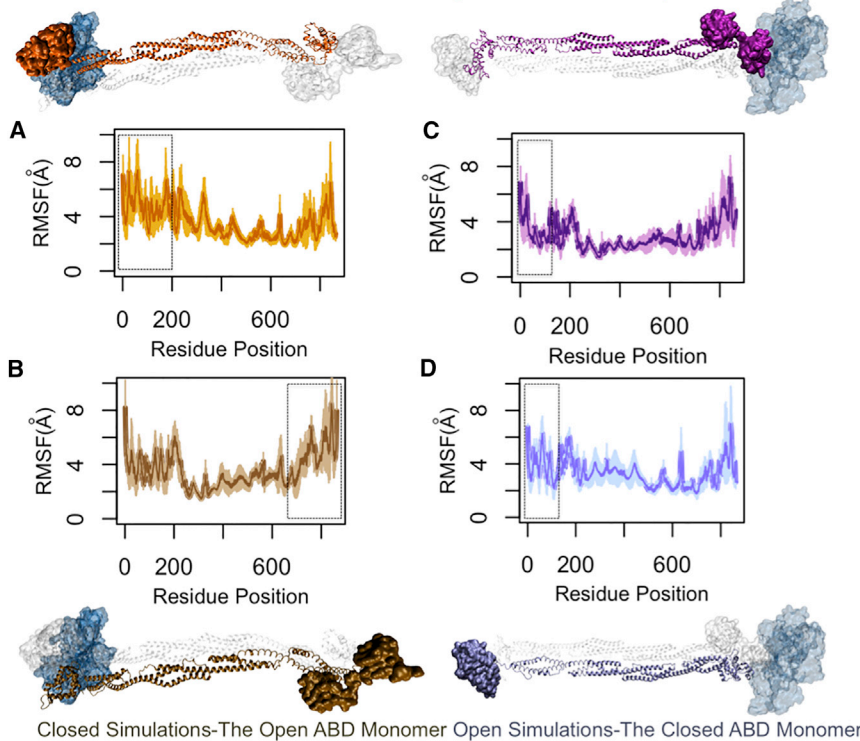 A
C
RMSF(Å)
8
4
0
0 200 600
Residue Position
RMSF(Å)
8
4
0
0 200 600
Residue Position
B
D
RMSF(Å)
8
4
0
0 200 600
Residue Position
RMSF(Å)
8
4
0
0 200 600
Residue Position
Closed Simulations-The Open ABD Monomer
Open Simulations-The Closed ABD Monomer